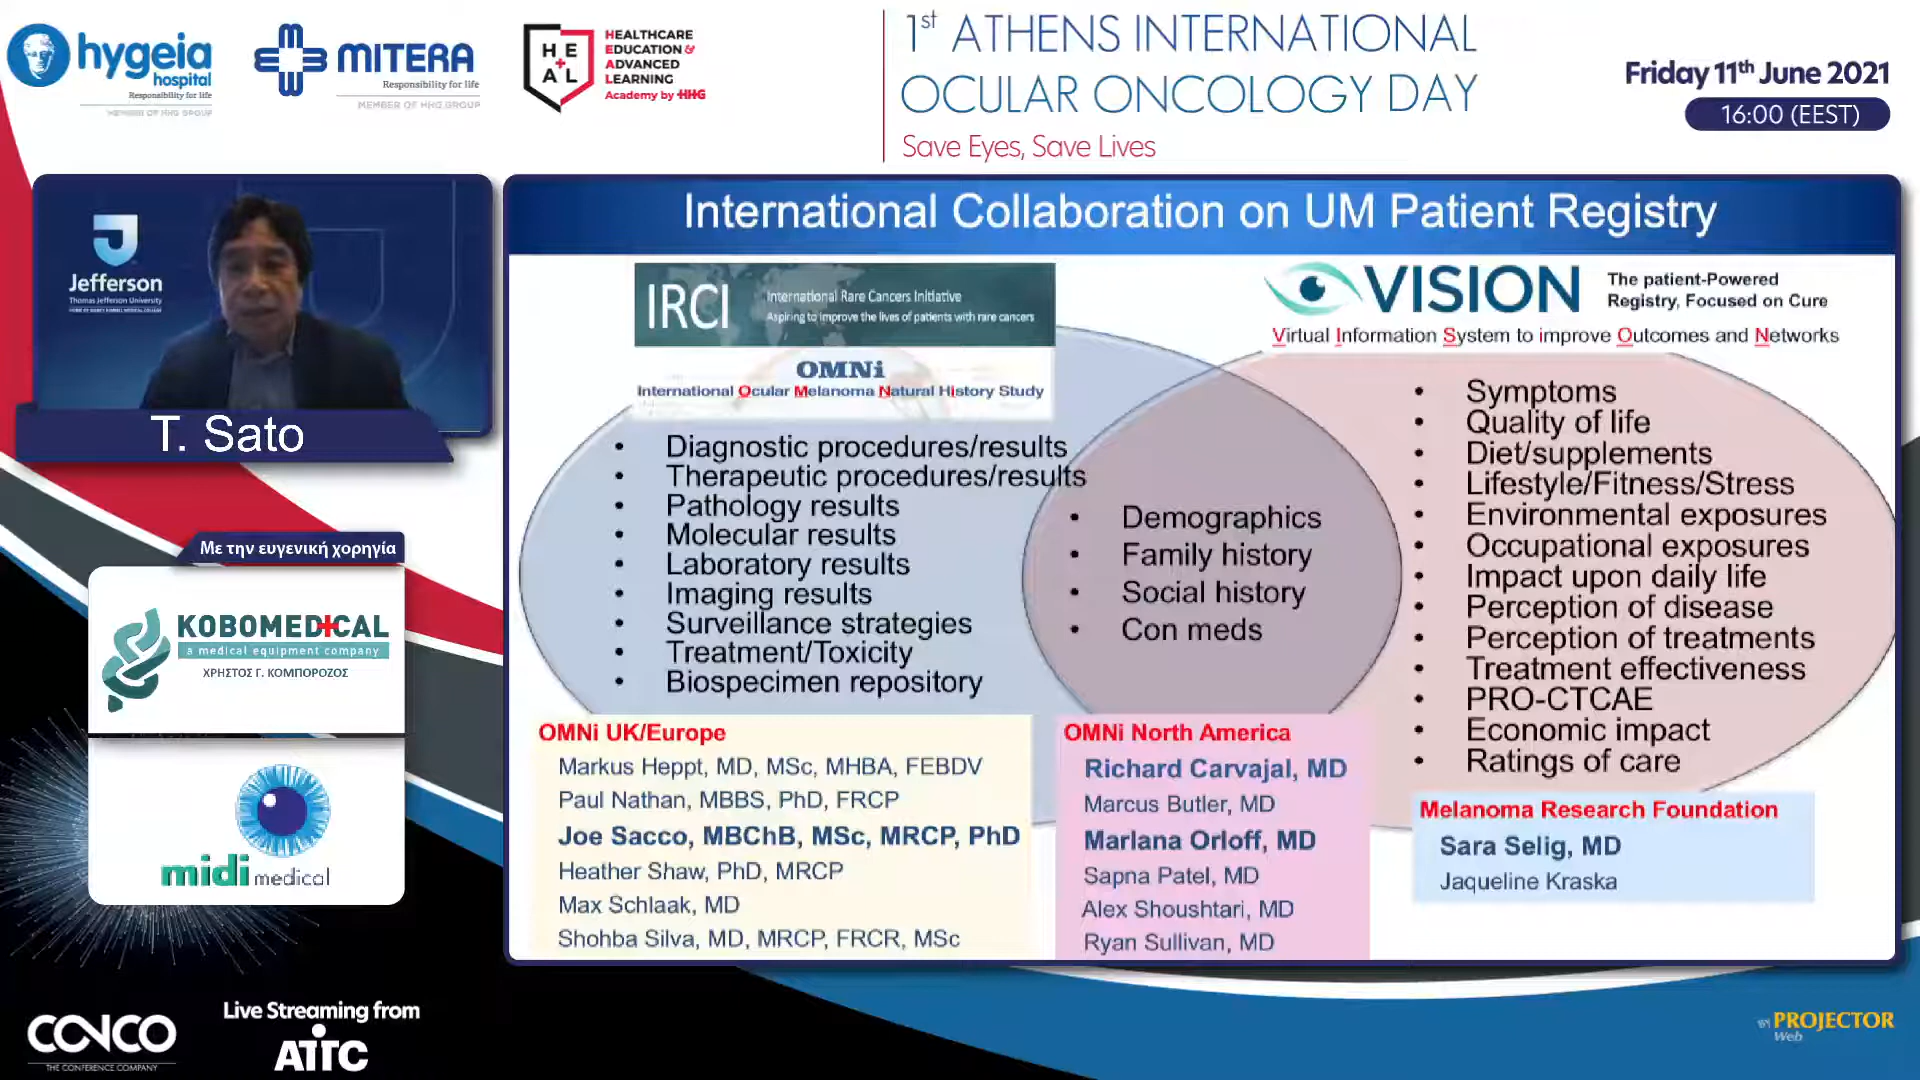 hygeia
hospital
Responsibility for life
MEMBER OF HHG GROUP
MITERA
Responsibility for life
MEMBER OF HHG GROUP
HE
AL
HEALTHCARE
EDUCATION &
ADVANCED
LEARNING
Academy by HHG
1st ATHENS INTERNATIONAL
OCULAR ONCOLOGY DAY
Save Eyes, Save Lives
Friday 11th June 2021
16:00 (EEST)
Jefferson
Thomas Jefferson University
T. Sato
Με την ευγενική χορηγία
KOBOMEDICAL
a medical equipment company
ΧΡΗΣΤΟΣ Γ. ΚΟΜΠΟΡΟΖΟΣ
midi medical
CONCO
THE CONFERENCE COMPANY
Live Streaming from
AITC
International Collaboration on UM Patient Registry
IRCI
International Rare Cancers Initiative
Aspiring to improve the lives of patients with rare cancers
OMNi
International Ocular Melanoma Natural History Study
• Diagnostic procedures/results
• Therapeutic procedures/results
• Pathology results
• Molecular results
• Laboratory results
• Imaging results
• Surveillance strategies
• Treatment/Toxicity
• Biospecimen repository
• Demographics
• Family history
• Social history
• Con meds
VISION
The patient-Powered
Registry, Focused on Cure
Virtual Information System to improve Outcomes and Networks
• Symptoms
• Quality of life
• Diet/supplements
• Lifestyle/Fitness/Stress
• Environmental exposures
• Occupational exposures
• Impact upon daily life
• Perception of disease
• Perception of treatments
• Treatment effectiveness
• PRO-CTCAE
• Economic impact
• Ratings of care
OMNi UK/Europe
Markus Heppt, MD, MSc, MHBA, FEBDV
Paul Nathan, MBBS, PhD, FRCP
Joe Sacco, MBChB, MSc, MRCP, PhD
Heather Shaw, PhD, MRCP
Max Schlaak, MD
Shohba Silva, MD, MRCP, FRCR, MSc
OMNi North America
Richard Carvajal, MD
Marcus Butler, MD
Marlana Orloff, MD
Sapna Patel, MD
Alex Shoushtari, MD
Ryan Sullivan, MD
Melanoma Research Foundation
Sara Selig, MD
Jaqueline Kraska
BY PROJECTOR
Web